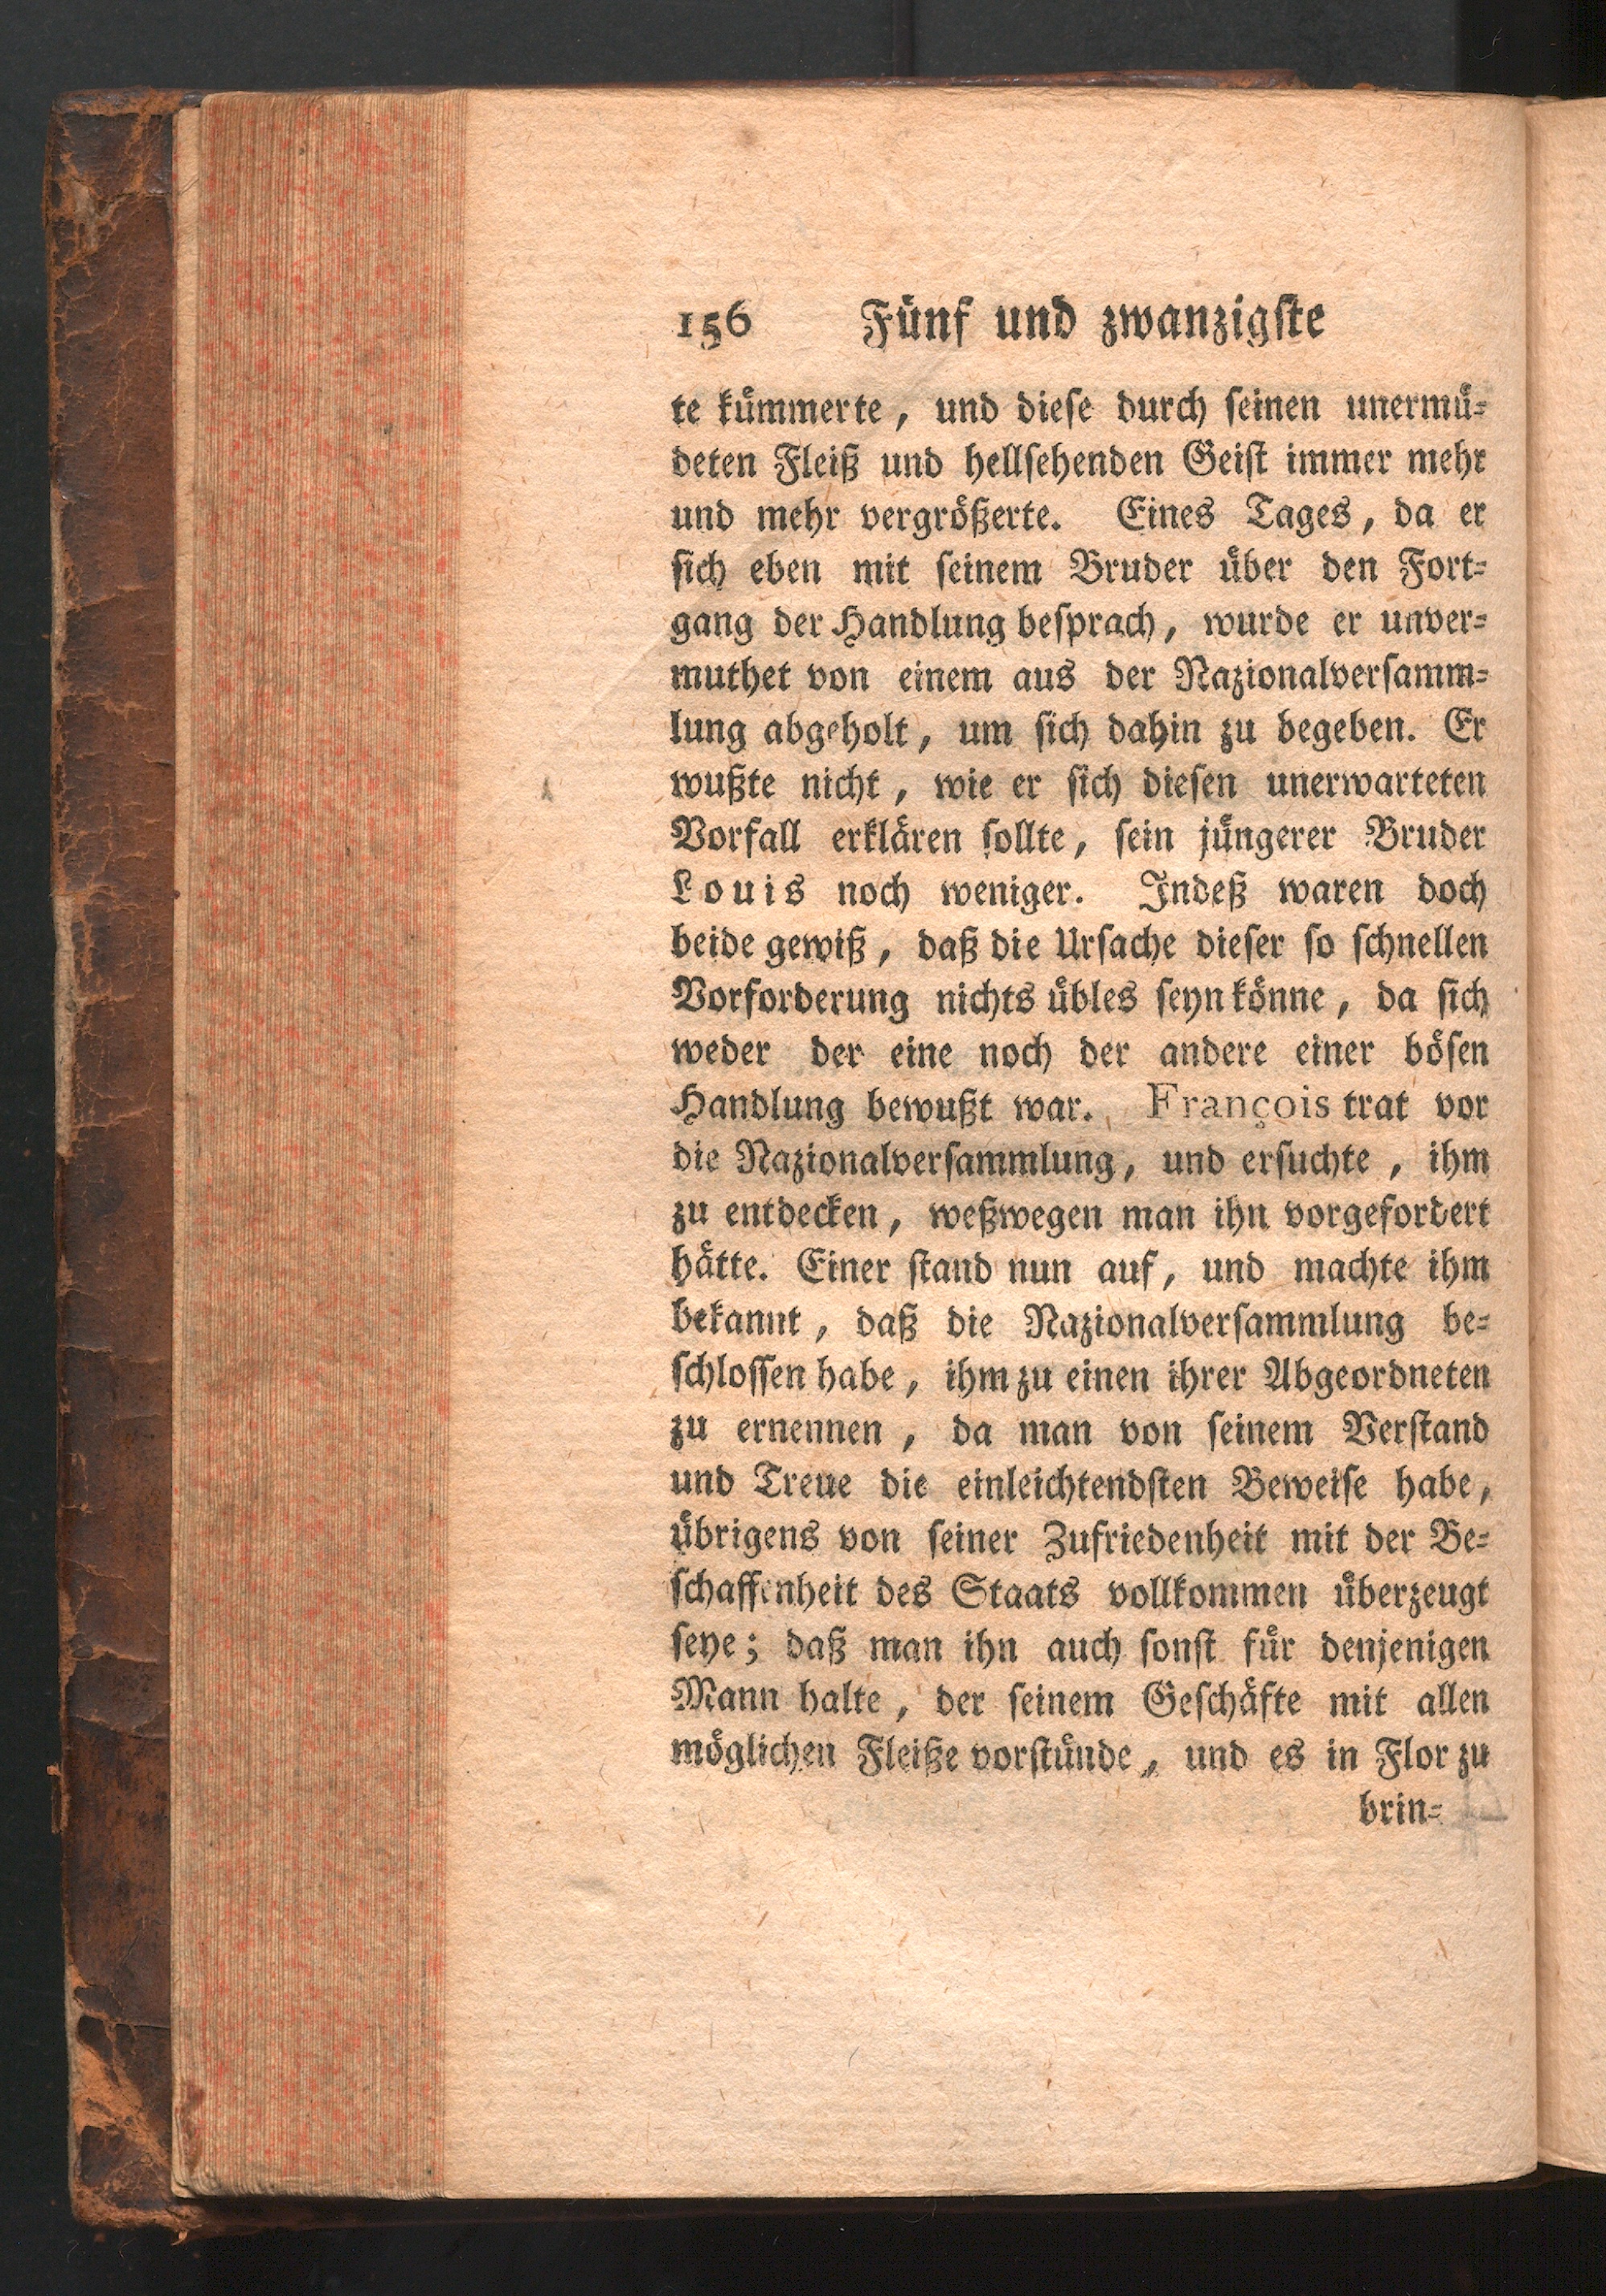 156 Fünf und zwanzigſte
te kümmerte, und dieſe durch ſeinen unermü⸗
deten Fleiß und hellſehenden Geiſt immer mehr
und mehr vergrößerte. Eines Tages, da er
ſich eben mit ſeinem Bruder über den Fort⸗
gang der Handlung beſprach, wurde er unver⸗
muthet von einem aus der Nazionalverſamm⸗
lung abgeholt, um ſich dahin zu begeben. Er
wußte nicht, wie er ſich dieſen unerwarteten
Vorfall erklären ſollte, ſein jüngerer Bruder
Louis noch weniger. Indeß waren doch
beide gewiß, daß die Urſache dieſer ſo ſchnellen
Vorforderung nichts übles ſeyn könne, da ſich
weder der eine noch der andere einer böſen
Handlung bewußt war. François trat vor
die Nazionalverſammlung, und erſuchte, ihm
zu entdecken, weßwegen man ihn vorgefordert
hätte. Einer ſtand nun auf, und machte ihm
bekannt, daß die Nazionalverſammlung be⸗
ſchloſſen habe, ihm zu einen ihrer Abgeordneten
zu ernennen, da man von ſeinem Verſtand
und Treue die einleichtendſten Beweiſe habe,
übrigens von ſeiner Zufriedenheit mit der Be⸗
ſchaffenheit des Staats vollkommen überzeugt
ſeye; daß man ihn auch ſonſt für denjenigen
Mann halte, der ſeinem Geſchäfte mit allen
möglichen Fleiße vorſtünde, und es in Flor zu
brin⸗